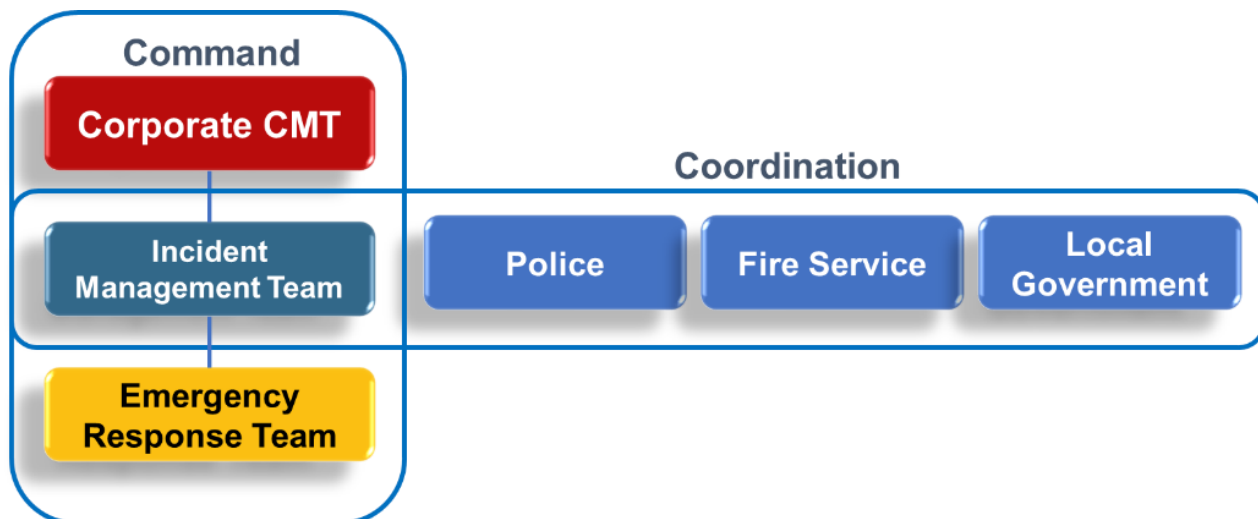 Command
Corporate CMT
Coordination
Incident
Management Team
Police
Fire Service
Local
Government
Emergency
Response Team